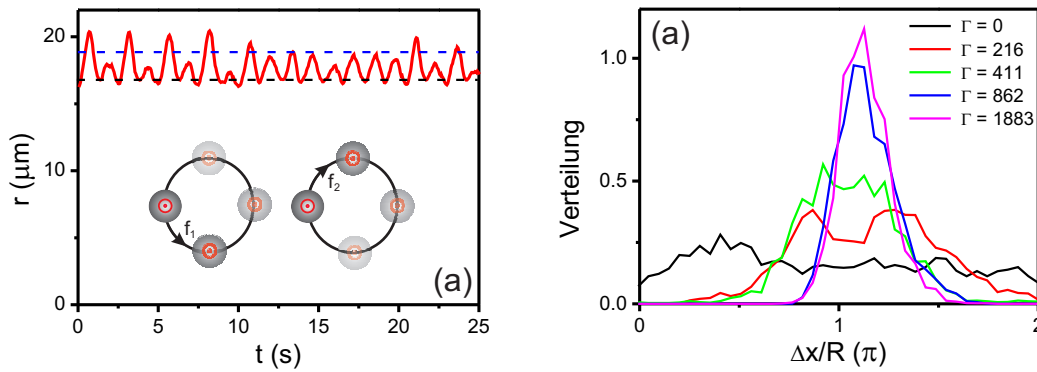 20
10
0
r (μm)
0
5
10
15
20
25
t (s)
f₁
f₂
(a)
(a)
Verteilung
1.0
0.5
0.0
0
1
2
Δx/R (π)
Γ = 0
Γ = 216
Γ = 411
Γ = 862
Γ = 1883